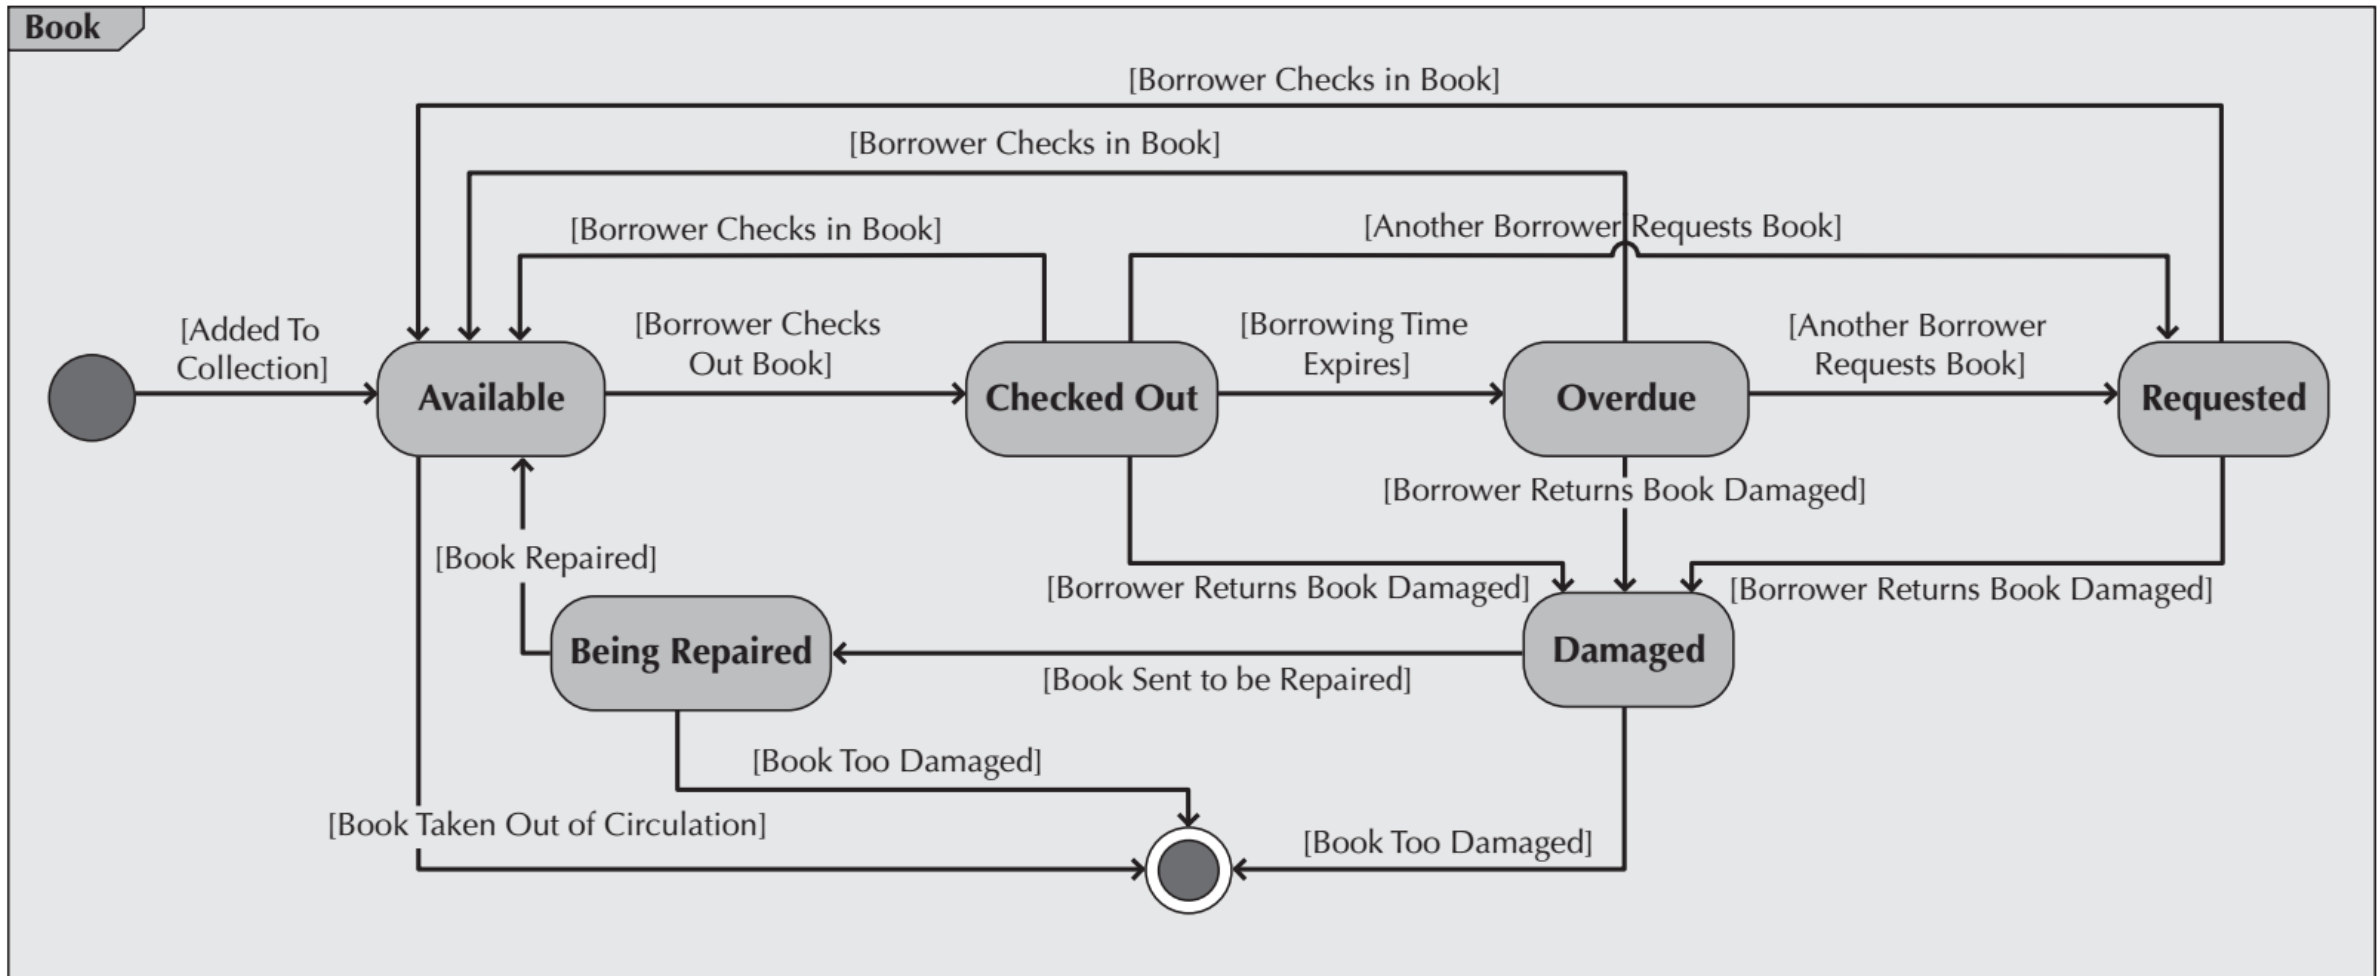 Book
[Borrower Checks in Book]
[Borrower Checks in Book]
[Borrower Checks in Book]
[Another Borrower Requests Book]
[Added To
Collection]
[Borrower Checks
Out Book]
[Borrowing Time
Expires]
[Another Borrower
Requests Book]
Available
Checked Out
Overdue
Requested
[Borrower Returns Book Damaged]
[Book Repaired]
[Borrower Returns Book Damaged]
[Borrower Returns Book Damaged]
Being Repaired
Damaged
[Book Sent to be Repaired]
[Book Too Damaged]
[Book Taken Out of Circulation]
[Book Too Damaged]